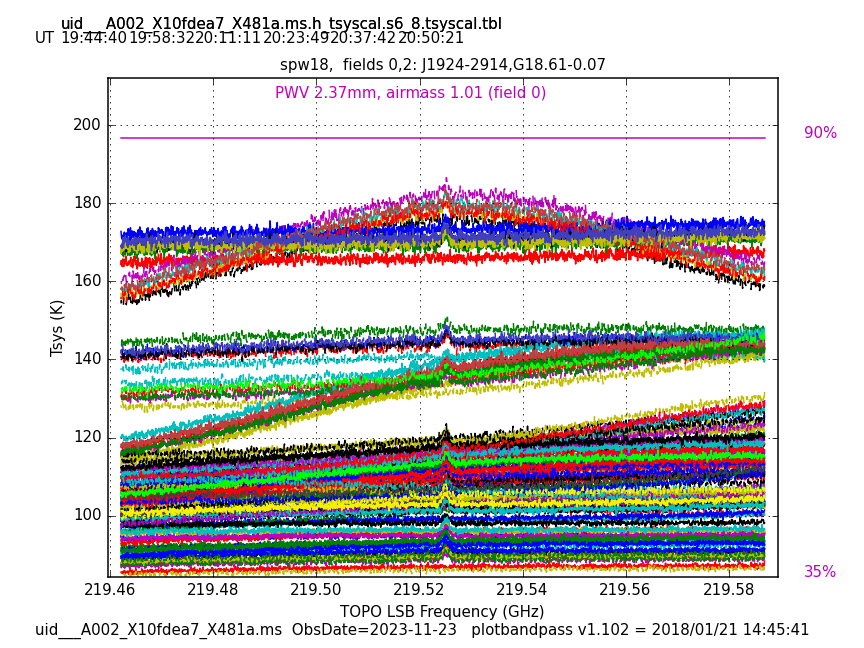 uid___A002_X10fdea7_X481a.ms.h_tsyscal.s6_8.tsyscal.tbl
UT 19:44:40 19:58:32 20:11:11 20:23:49 20:37:42 20:50:21
spw18, fields 0,2: J1924-2914,G18.61-0.07
PWV 2.37mm, airmass 1.01 (field 0)
90%
200
180
160
140
120
100
Tsys (K)
35%
219.46 219.48 219.50 219.52 219.54 219.56 219.58
TOPO LSB Frequency (GHz)
uid___A002_X10fdea7_X481a.ms ObsDate=2023-11-23 plotbandpass v1.102 = 2018/01/21 14:45:41